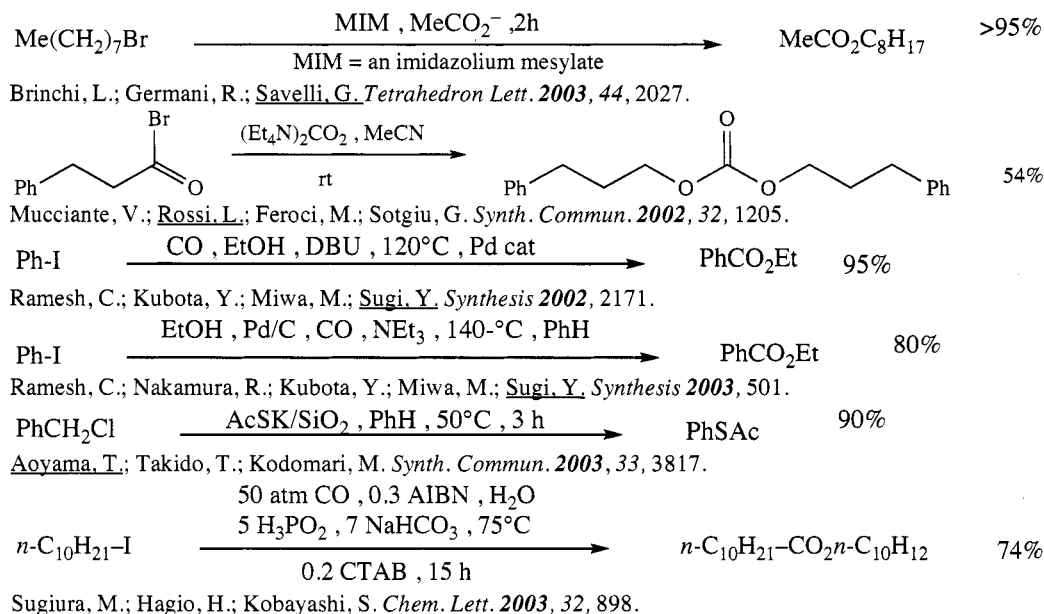 MIM , MeCO₂⁻ ,2h
Me(CH₂)₇Br MeCO₂C₈H₁₇ >95%
MIM = an imidazolium mesylate
Brinchi, L.; Germani, R.; Savelli, G. Tetrahedron Lett. 2003, 44, 2027.
Br O
(Et₄N)₂CO₂ , MeCN
Ph O rt Ph O O Ph 54%
Mucciante, V.; Rossi, L.; Feroci, M.; Sotgiu, G. Synth. Commun. 2002, 32, 1205.
CO , EtOH , DBU , 120°C , Pd cat
Ph-I PhCO₂Et 95%
Ramesh, C.; Kubota, Y.; Miwa, M.; Sugi, Y. Synthesis 2002, 2171.
EtOH , Pd/C , CO , NEt₃ , 140-°C , PhH
Ph-I PhCO₂Et 80%
Ramesh, C.; Nakamura, R.; Kubota, Y.; Miwa, M.; Sugi, Y. Synthesis 2003, 501.
AcSK/SiO₂ , PhH , 50°C , 3 h
PhCH₂Cl PhSAc 90%
Aoyama, T.; Takido, T.; Kodomari, M. Synth. Commun. 2003, 33, 3817.
50 atm CO , 0.3 AIBN , H₂O
5 H₃PO₂ , 7 NaHCO₃ , 75°C
n-C₁₀H₂₁–I n-C₁₀H₂₁–CO₂n-C₁₀H₁₂ 74%
0.2 CTAB , 15 h
Sugiura, M.; Hagio, H.; Kobayashi, S. Chem. Lett. 2003, 32, 898.